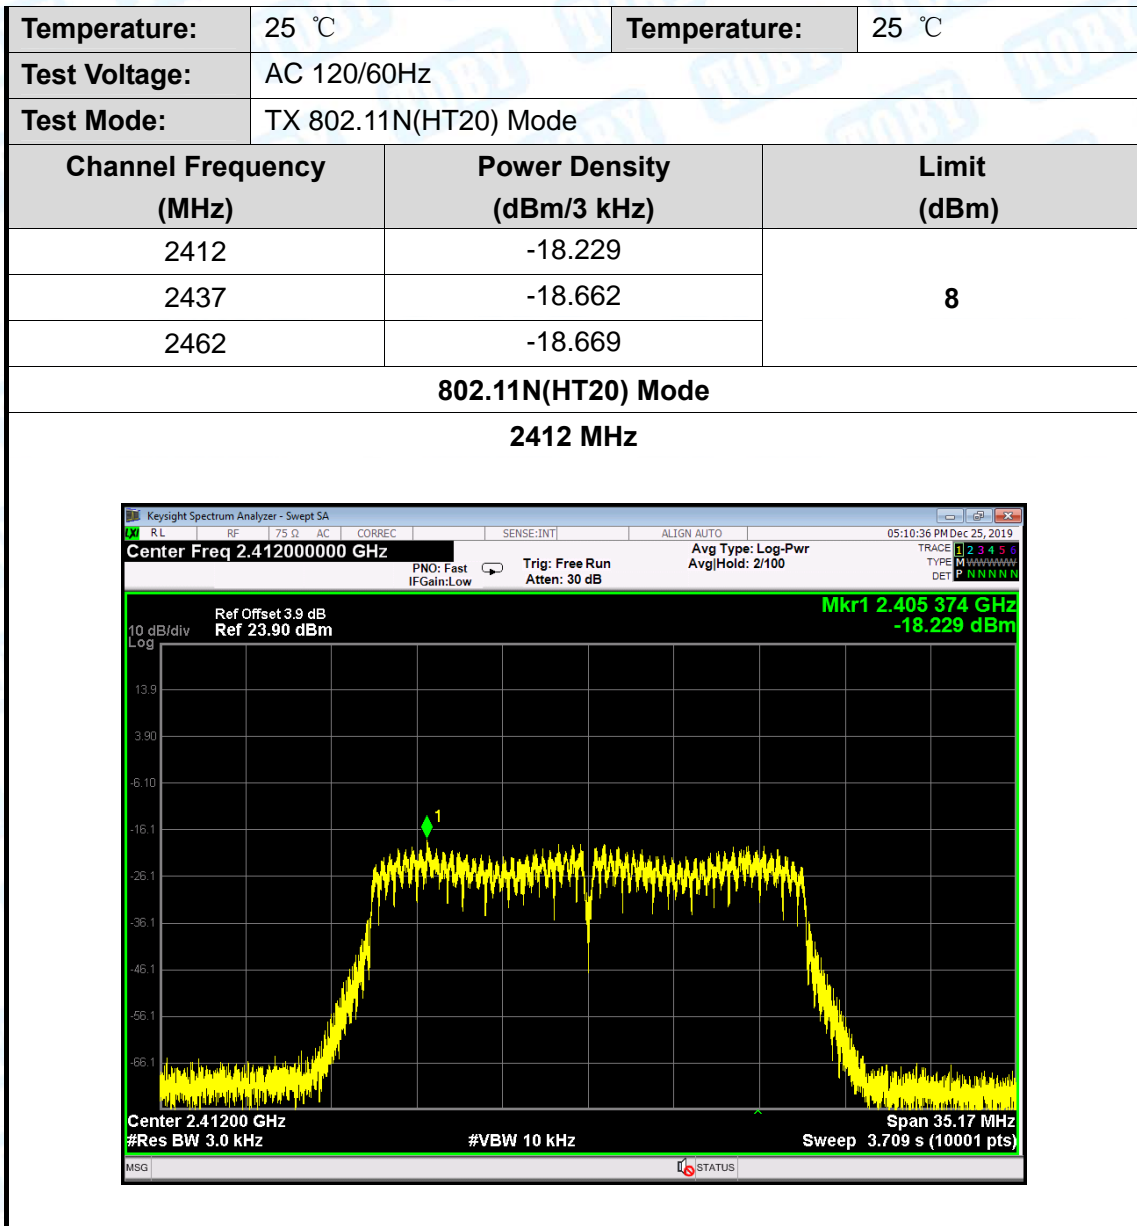 Temperature: 25 ℃ Temperature: 25 ℃
Test Voltage: AC 120/60Hz
Test Mode: TX 802.11N(HT20) Mode
Channel Frequency Power Density Limit
(MHz) (dBm/3 kHz) (dBm)
2412 -18.229
2437 -18.662 8
2462 -18.669
802.11N(HT20) Mode
2412 MHz
Keysight Spectrum Analyzer - Swept SA
LXI RL RF 75 Ω AC CORREC SENSE:INT ALIGN AUTO 05:10:36 PM Dec 25, 2019
Center Freq 2.412000000 GHz Avg Type: Log-Pwr TRACE 1 2 3 4 5 6
PNO: Fast Trig: Free Run Avg|Hold: 2/100 TYPE M WWWWW
IFGain:Low Atten: 30 dB DET P N N N N N
Mkr1 2.405 374 GHz
Ref Offset 3.9 dB -18.229 dBm
10 dB/div Ref 23.90 dBm
Log
13.9
3.90
-6.10
1
-16.1
-26.1
-36.1
-46.1
-56.1
-66.1
Center 2.41200 GHz Span 35.17 MHz
#Res BW 3.0 kHz #VBW 10 kHz Sweep 3.709 s (10001 pts)
MSG STATUS
TOBY
TOBY
TOBY
TOBY
TOBY